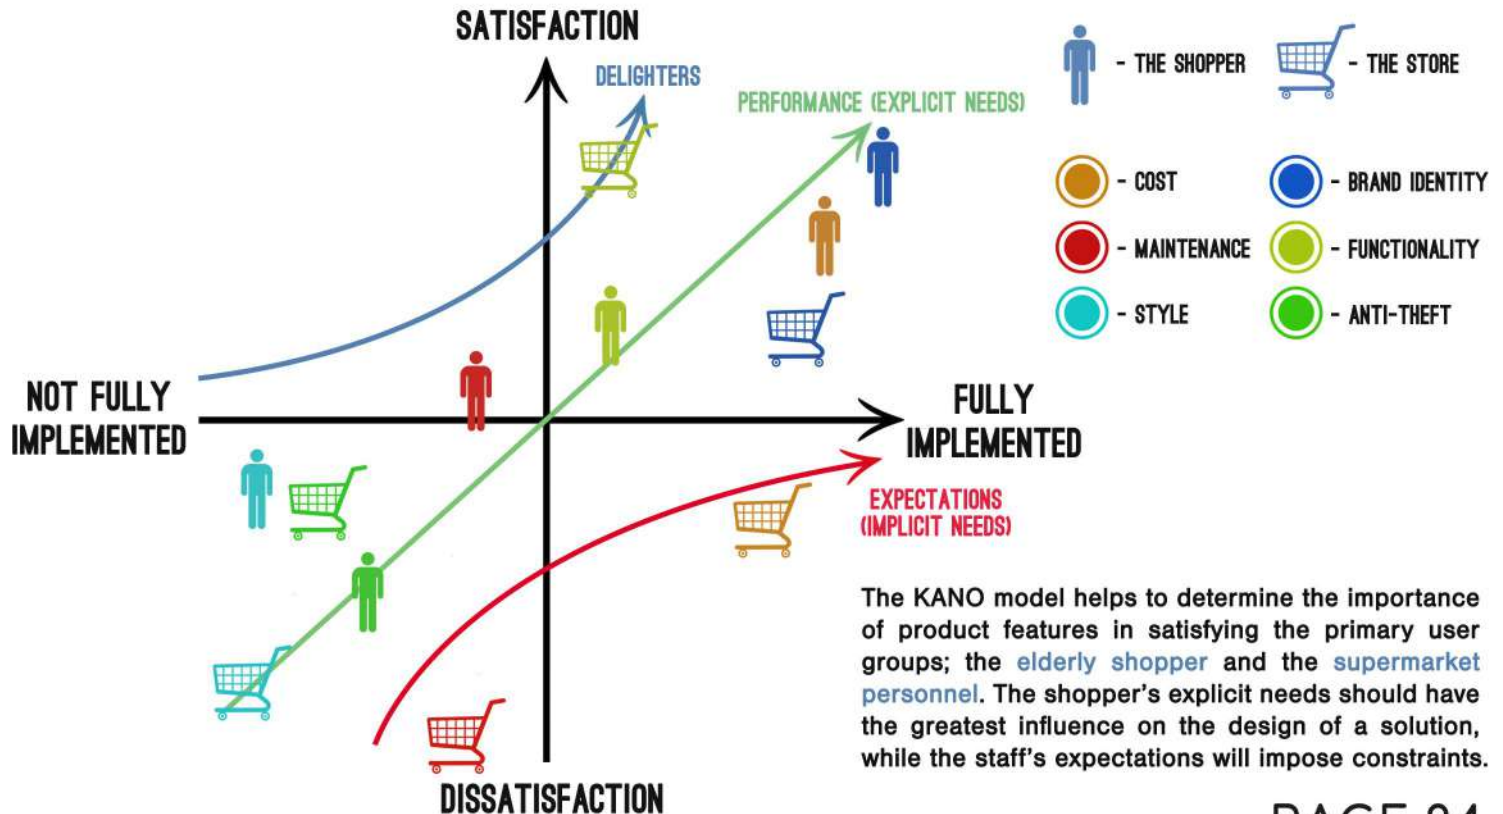 SATISFACTION
DELIGHTERS
PERFORMANCE (EXPLICIT NEEDS)
- THE SHOPPER
- THE STORE
- COST
- BRAND IDENTITY
- MAINTENANCE
- FUNCTIONALITY
- STYLE
- ANTI-THEFT
NOT FULLY
IMPLEMENTED
FULLY
IMPLEMENTED
EXPECTATIONS
(IMPLICIT NEEDS)
DISSATISFACTION
The KANO model helps to determine the importance
of product features in satisfying the primary user
groups; the elderly shopper and the supermarket
personnel. The shopper's explicit needs should have
the greatest influence on the design of a solution,
while the staff's expectations will impose constraints.